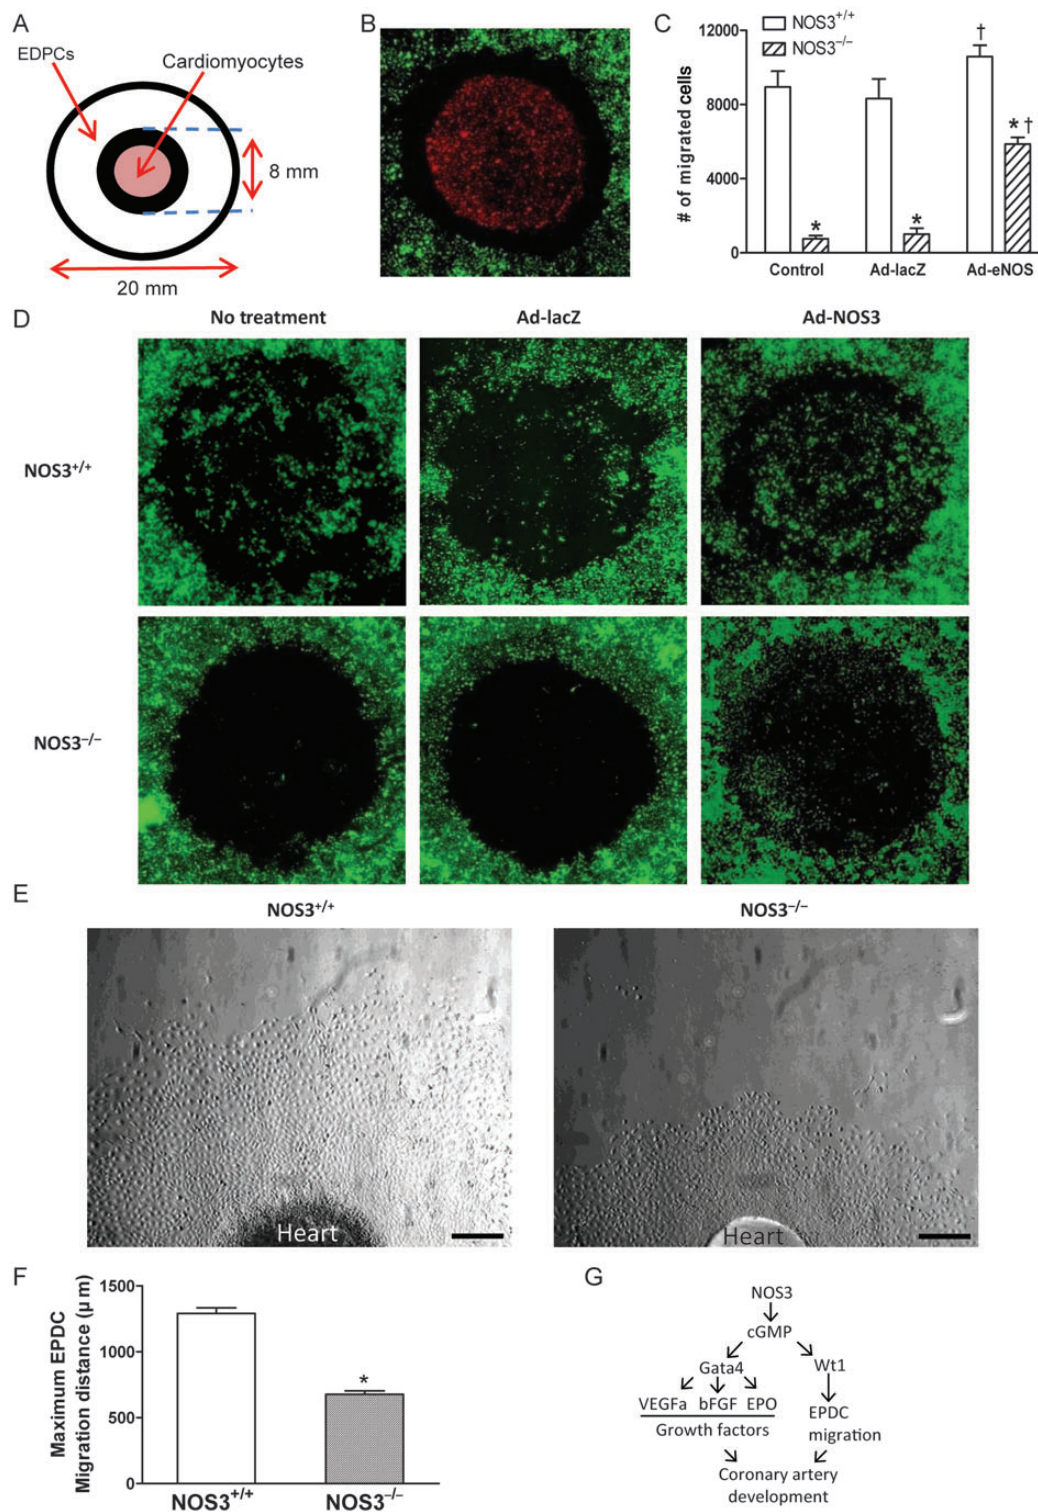 A
EDPCs
Cardiomyocytes
8 mm
20 mm
B
C
NOS3+/+
NOS3−/−
# of migrated cells
12000
8000
4000
0
*
*
†
* †
Control
Ad-lacZ
Ad-eNOS
D
No treatment
Ad-lacZ
Ad-NOS3
NOS3+/+
NOS3−/−
E
NOS3+/+
NOS3−/−
Heart
Heart
F
Maximum EPDC
Migration distance (µm)
1500
1000
500
0
*
NOS3+/+
NOS3−/−
G
NOS3
cGMP
Gata4
Wt1
VEGFa bFGF EPO
Growth factors
EPDC
migration
Coronary artery
development